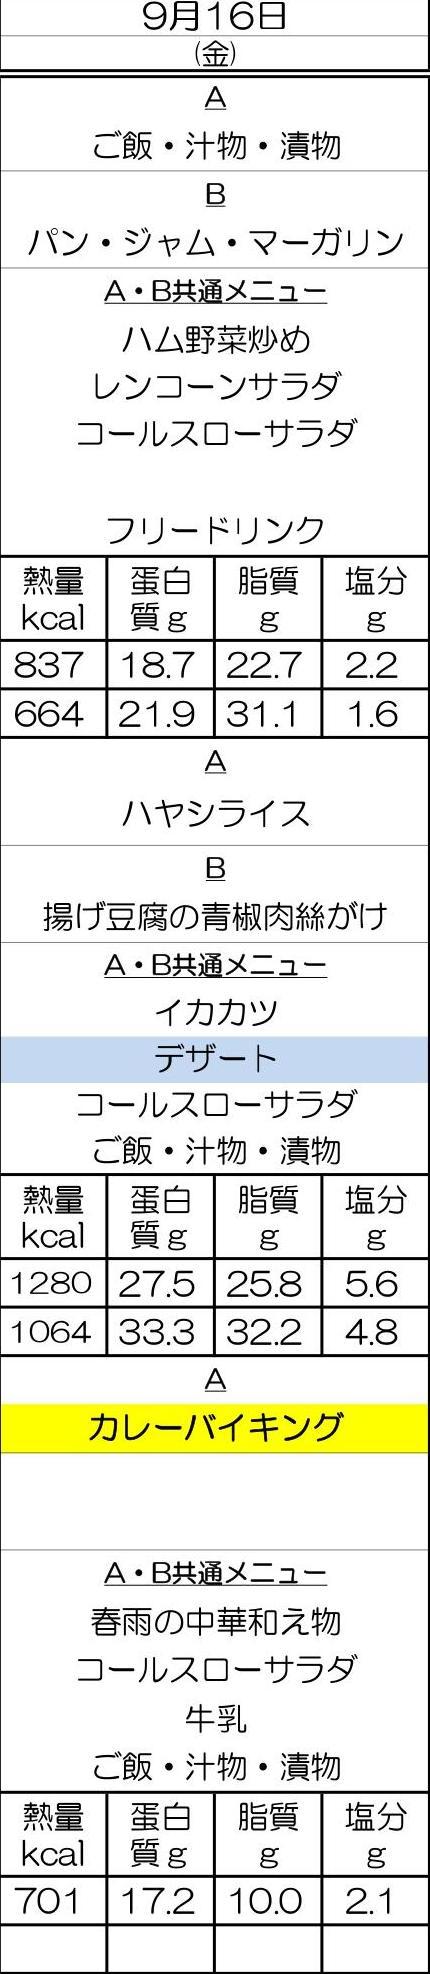 9月16日
(金)
A
ご飯・汁物・漬物
B
パン・ジャム・マーガリン
A・B共通メニュー
ハム野菜炒め
レンコーンサラダ
コールスローサラダ
フリードリンク
熱量 蛋白 脂質 塩分
kcal 質g g g
837 18.7 22.7 2.2
664 21.9 31.1 1.6
A
ハヤシライス
B
揚げ豆腐の青椒肉絲がけ
A・B共通メニュー
イカカツ
デザート
コールスローサラダ
ご飯・汁物・漬物
熱量 蛋白 脂質 塩分
kcal 質g g g
1280 27.5 25.8 5.6
1064 33.3 32.2 4.8
A
カレーバイキング
A・B共通メニュー
春雨の中華和え物
コールスローサラダ
牛乳
ご飯・汁物・漬物
熱量 蛋白 脂質 塩分
kcal 質g g g
701 17.2 10.0 2.1